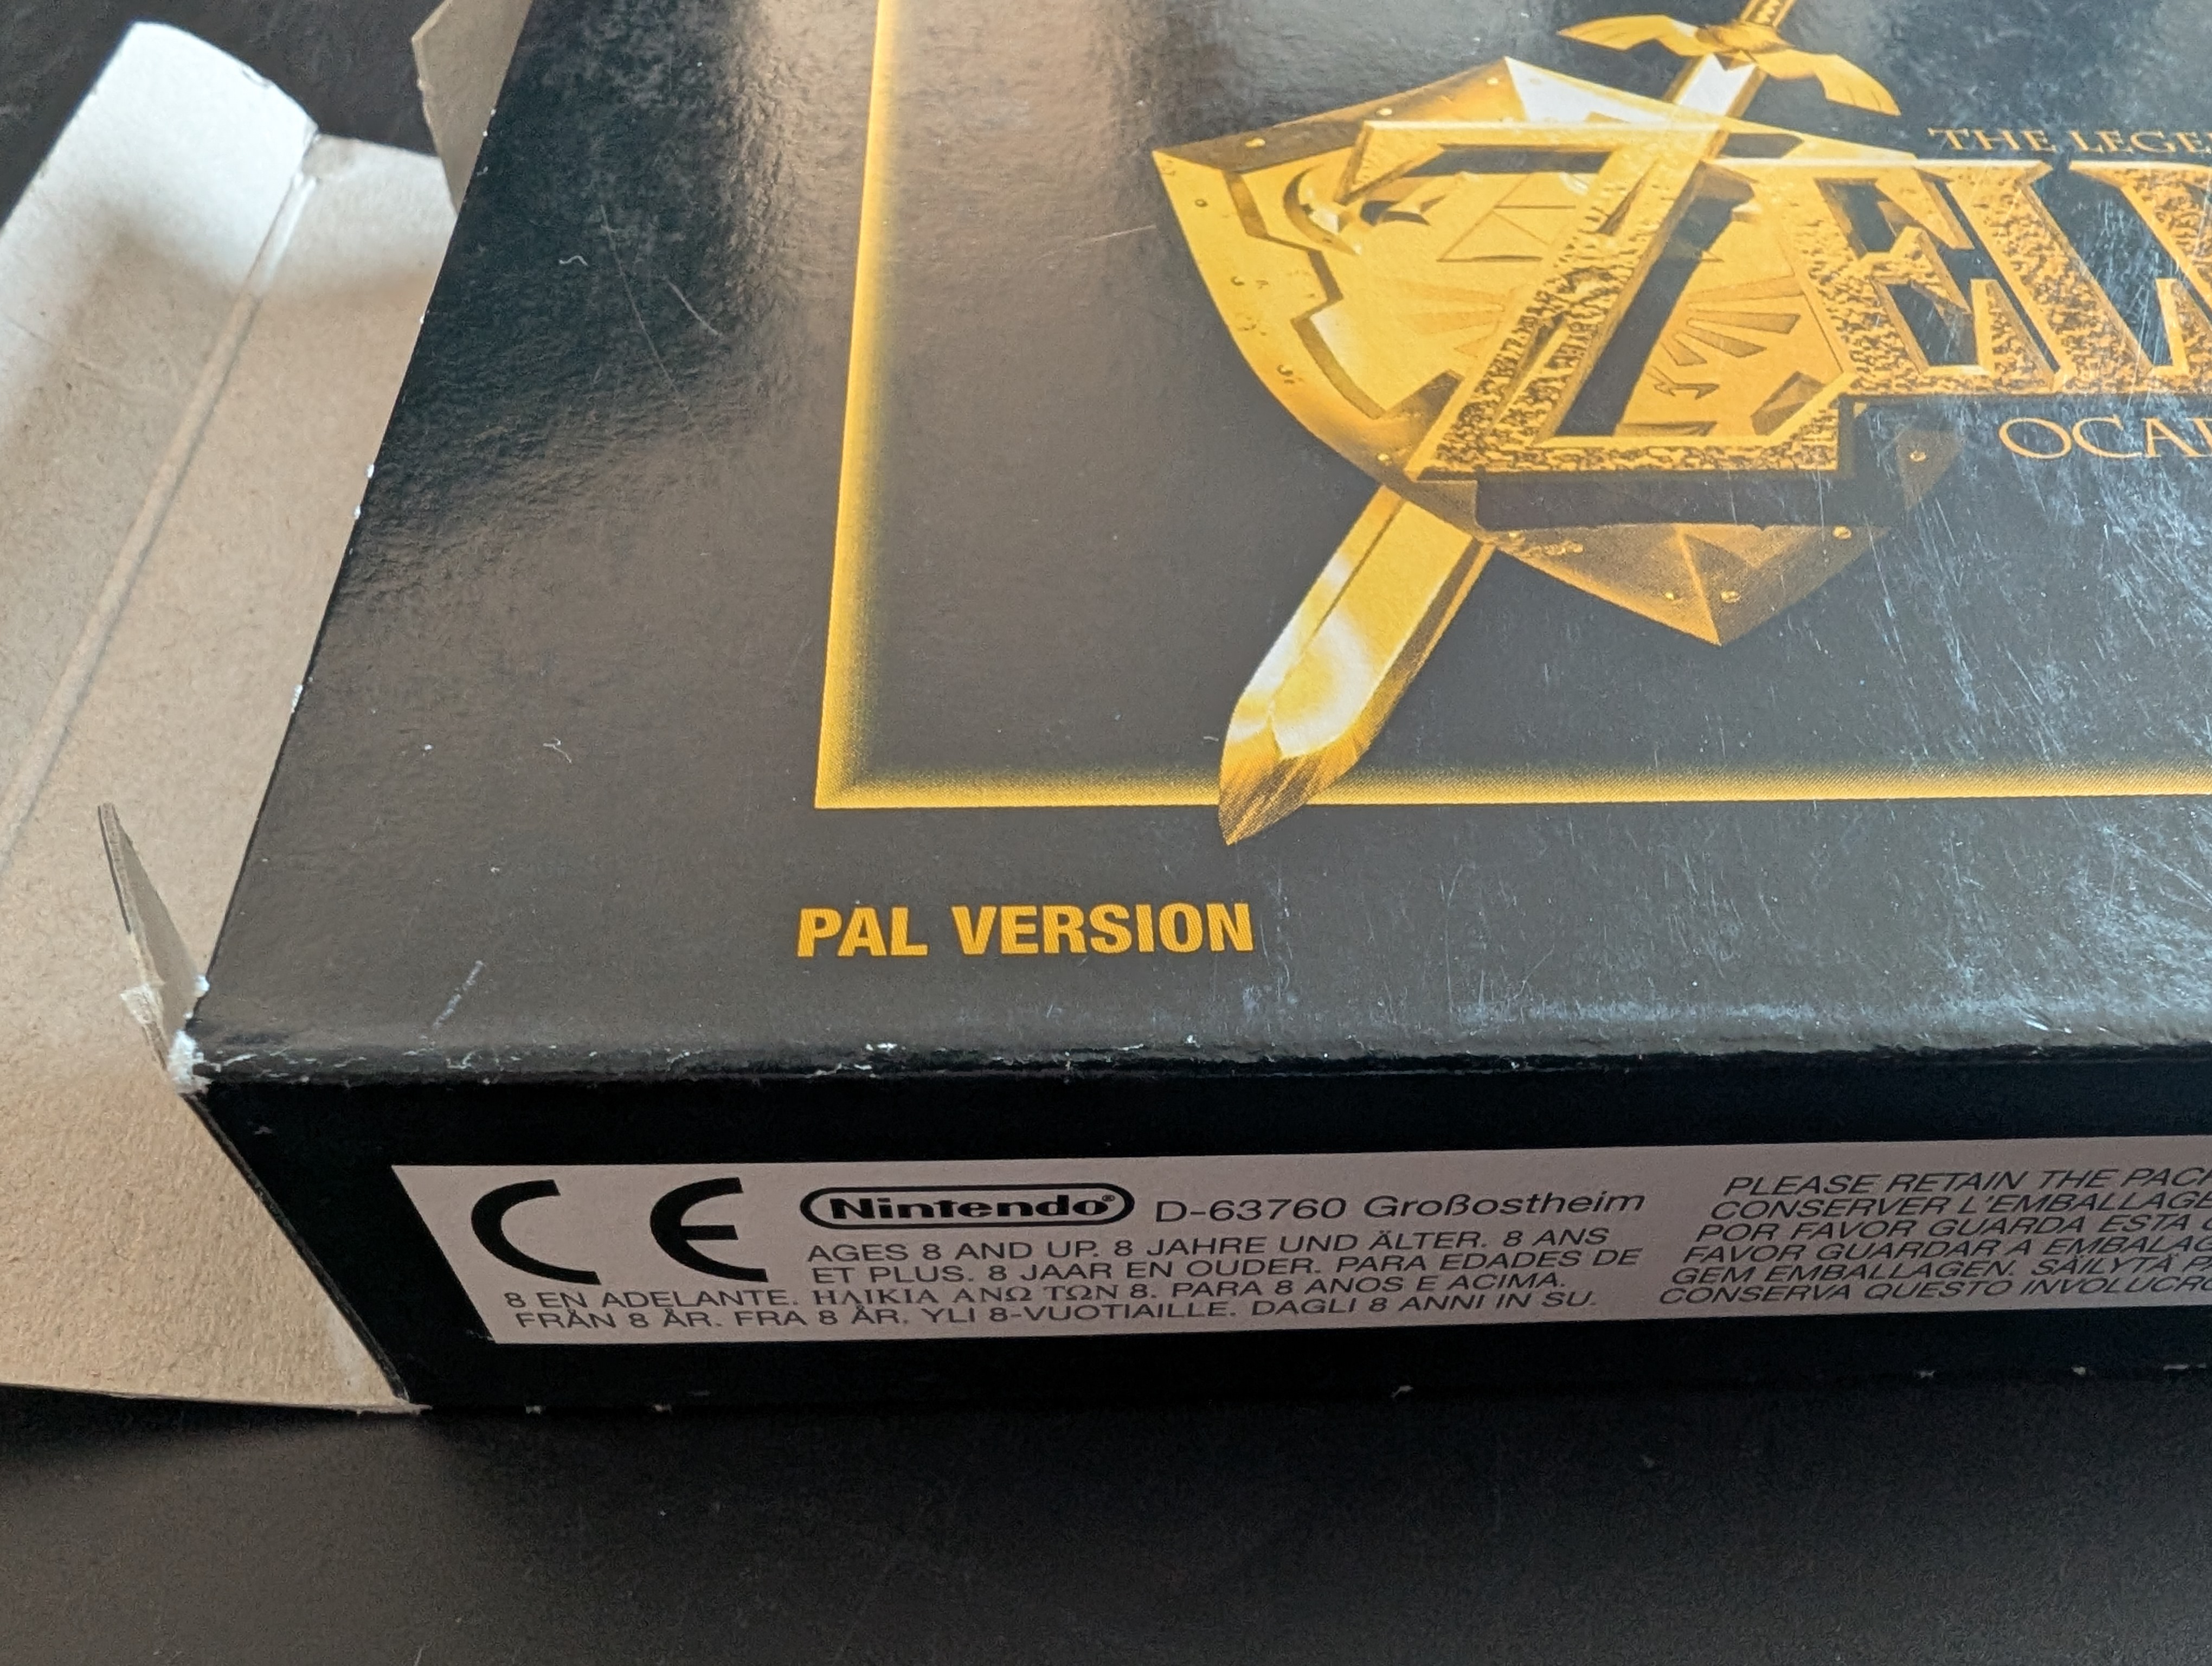 THE LEGE
ZEL
OCA
PAL VERSION
CE
Nintendo® D-63760 Großostheim
AGES 8 AND UP. 8 JAHRE UND ÄLTER. 8 ANS
ET PLUS. 8 JAAR EN OUDER. PARA EDADES DE
8 EN ADELANTE. ΗΛΙΚΙΑ ΑΝΩ ΤΩΝ 8. PARA 8 ANOS E ACIMA.
FRÅN 8 ÅR. FRA 8 ÅR. YLI 8-VUOTIAILLE. DAGLI 8 ANNI IN SU.
PLEASE RETAIN THE PAC
CONSERVER L'EMBALLAGE
POR FAVOR GUARDA ESTA
FAVOR GUARDAR A EMBALAG
GEM EMBALLAGEN. SÄILYTÄ P
CONSERVA QUESTO INVOLUCR